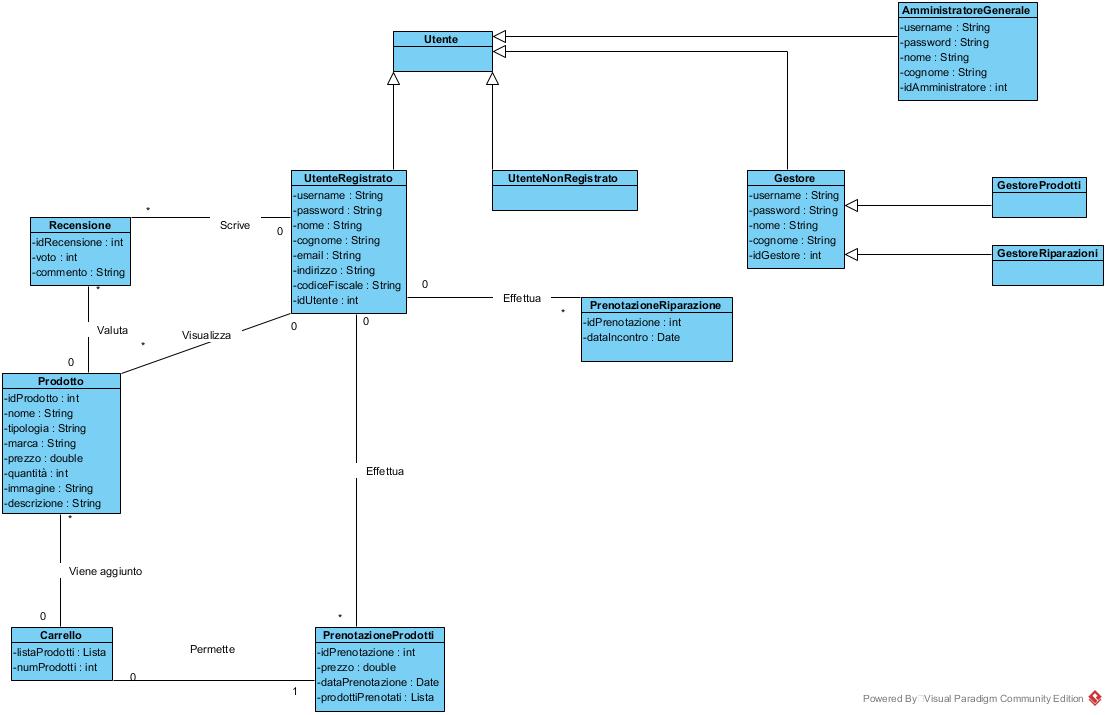 AmministratoreGenerale
-username : String
-password : String
-nome : String
-cognome : String
-idAmministratore : int
Utente
UtenteRegistrato
-username : String
-password : String
-nome : String
-cognome : String
-email : String
-indirizzo : String
-codiceFiscale : String
-idUtente : int
UtenteNonRegistrato
Gestore
-username : String
-password : String
-nome : String
-cognome : String
-idGestore : int
GestoreProdotti
GestoreRiparazioni
*
Scrive
0
Recensione
-idRecensione : int
-voto : int
-commento : String
*
Valuta
0
*
Visualizza
0
0
Effettua
*
PrenotazioneRiparazione
-idPrenotazione : int
-dataIncontro : Date
0
Effettua
*
Prodotto
-idProdotto : int
-nome : String
-tipologia : String
-marca : String
-prezzo : double
-quantità : int
-immagine : String
-descrizione : String
*
Viene aggiunto
0
Carrello
-listaProdotti : Lista
-numProdotti : int
Permette
0
1
PrenotazioneProdotti
-idPrenotazione : int
-prezzo : double
-dataPrenotazione : Date
-prodottiPrenotati : Lista
Powered By Visual Paradigm Community Edition